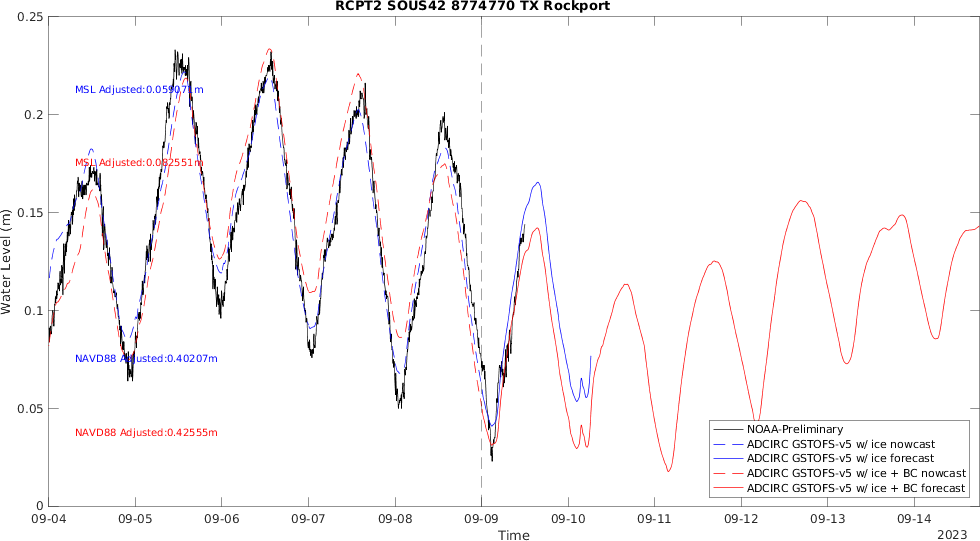 RCPT2 SOUS42 8774770 TX Rockport
0.25
0.2
0.15
0.1
0.05
0
Water Level (m)
MSL Adjusted:0.059071m
MSL Adjusted:0.082551m
NAVD88 Adjusted:0.40207m
NAVD88 Adjusted:0.42555m
NOAA-Preliminary
ADCIRC GSTOFS-v5 w/ ice nowcast
ADCIRC GSTOFS-v5 w/ ice forecast
ADCIRC GSTOFS-v5 w/ ice + BC nowcast
ADCIRC GSTOFS-v5 w/ ice + BC forecast
09-04 09-05 09-06 09-07 09-08 09-09 09-10 09-11 09-12 09-13 09-14
Time
2023